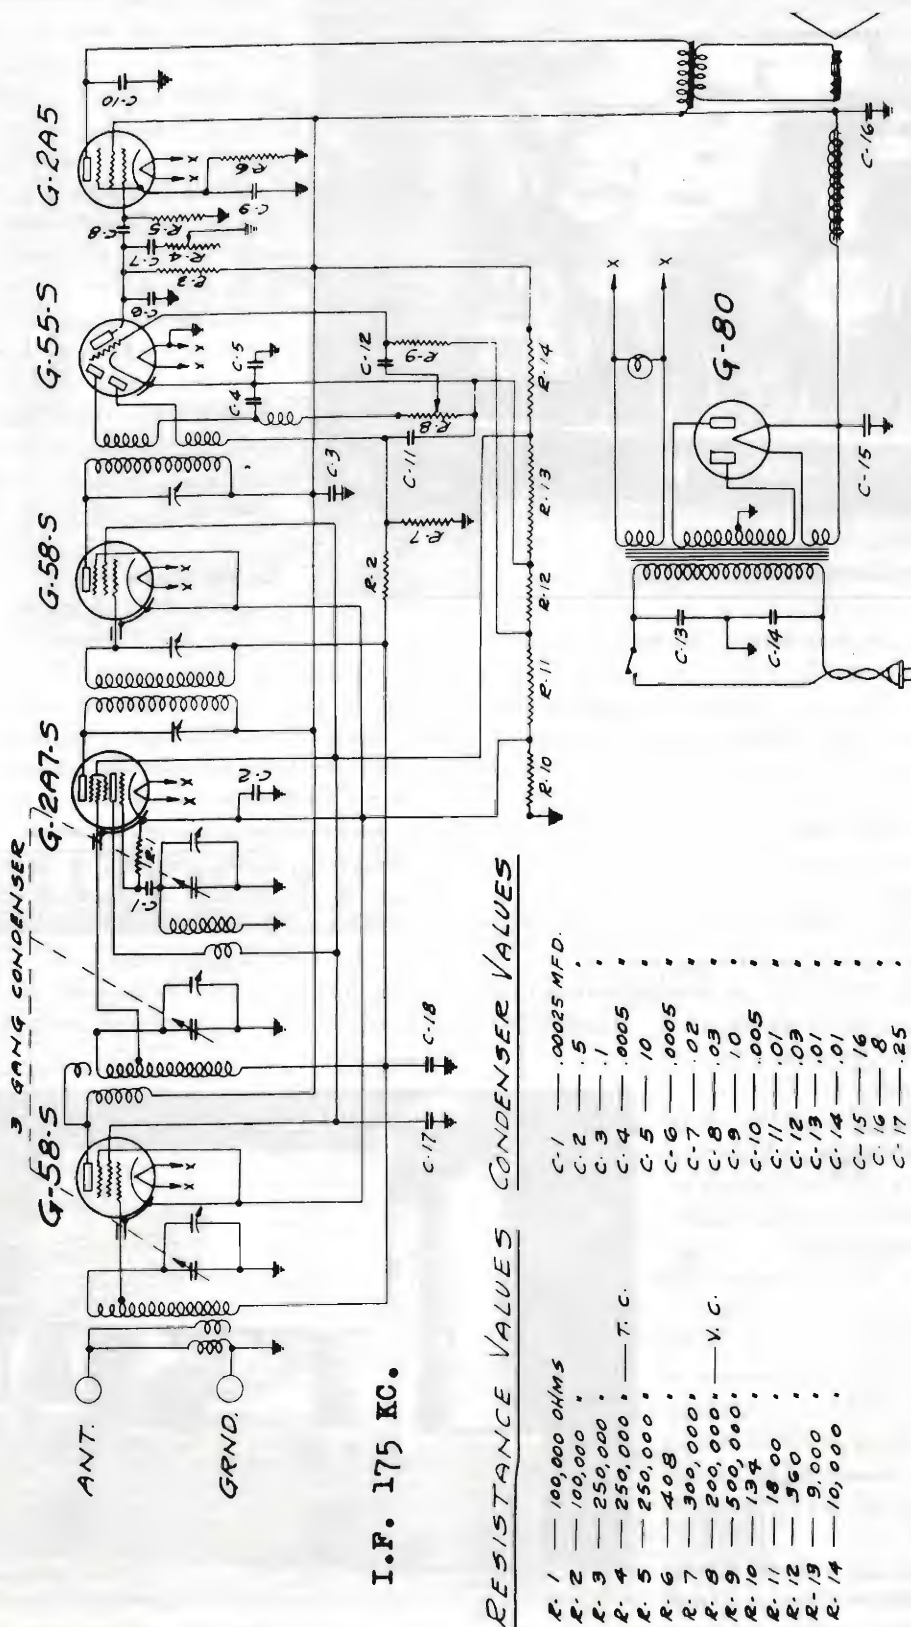 3 GANG CONDENSER
G-58-S
G-2A7-S
G-58-S
G-55-S
G-2A5
ANT.
GRND.
C-17
C-18
C-1
R-1
C-2
R-2
R-7
C-3
C-11
C-4
C-5
R-8
C-12
R-9
C-6
R-3
C-7
R-4
C-8
R-5
C-9
R-6
C-10
X X
X X
X X
X X
X X
R-10
R-11
R-12
R-13
R-14
C-13
C-14
G-80
X
X
C-15
C-16
I.F. 175 KC.
RESISTANCE VALUES
R-1 — 100,000 OHMS
R-2 — 100,000 "
R-3 — 250,000 "
R-4 — 250,000 " — T.C.
R-5 — 250,000 "
R-6 — 408 "
R-7 — 300,000 "
R-8 — 200,000 " — V.C.
R-9 — 500,000 "
R-10 — 134 "
R-11 — 1800 "
R-12 — 360 "
R-13 — 9,000 "
R-14 — 10,000 "
CONDENSER VALUES
C-1 — .00025 MFD.
C-2 — .5 "
C-3 — .1 "
C-4 — .0005 "
C-5 — 10 "
C-6 — .0005 "
C-7 — .02 "
C-8 — .03 "
C-9 — 10 "
C-10 — .005 "
C-11 — .01 "
C-12 — .03 "
C-13 — .01 "
C-14 — .01 "
C-15 — 16 "
C-16 — 8 "
C-17 — .25 "